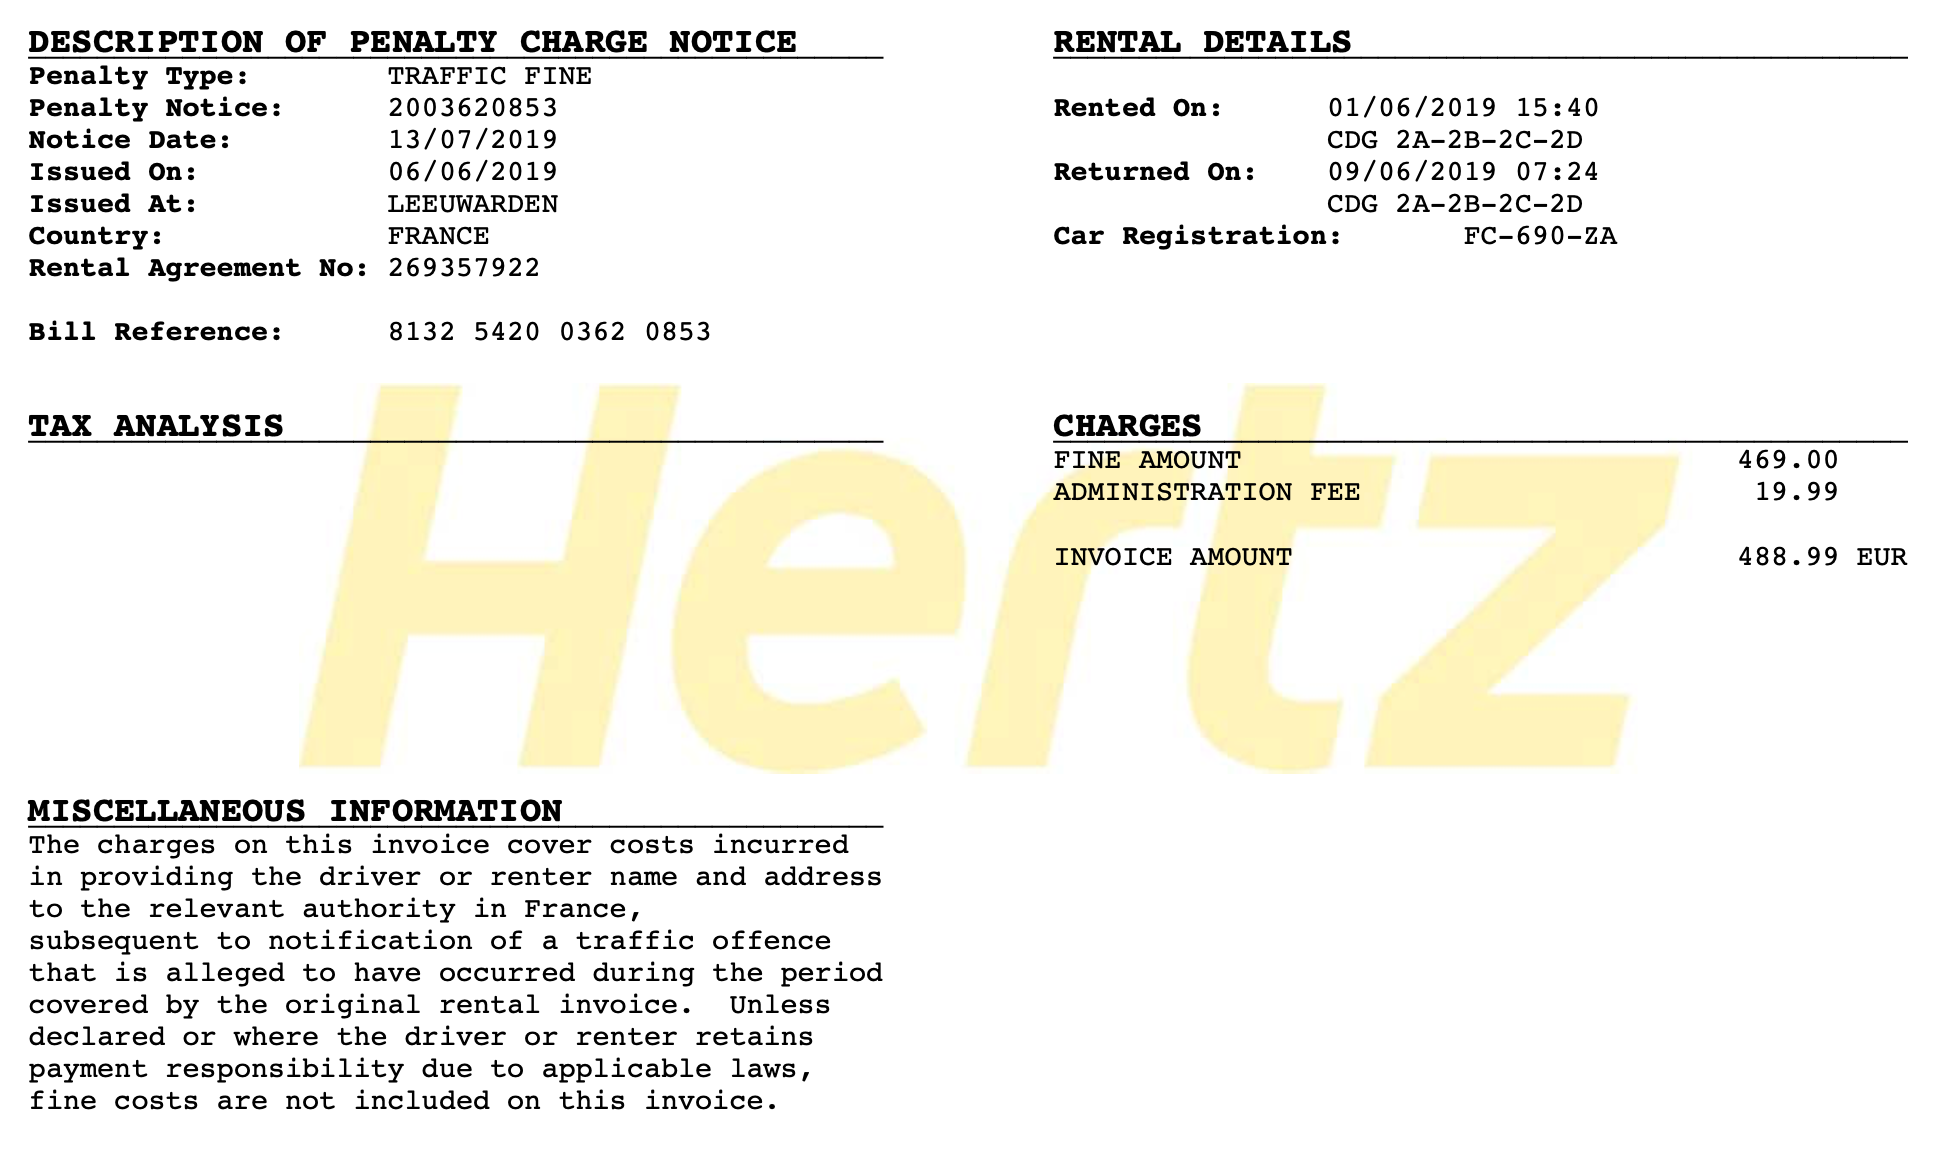 DESCRIPTION OF PENALTY CHARGE NOTICE
Penalty Type: TRAFFIC FINE
Penalty Notice: 2003620853
Notice Date: 13/07/2019
Issued On: 06/06/2019
Issued At: LEEUWARDEN
Country: FRANCE
Rental Agreement No: 269357922
Bill Reference: 8132 5420 0362 0853
RENTAL DETAILS
Rented On: 01/06/2019 15:40
CDG 2A-2B-2C-2D
Returned On: 09/06/2019 07:24
CDG 2A-2B-2C-2D
Car Registration: FC-690-ZA
TAX ANALYSIS
CHARGES
FINE AMOUNT 469.00
ADMINISTRATION FEE 19.99
INVOICE AMOUNT 488.99 EUR
Hertz
MISCELLANEOUS INFORMATION
The charges on this invoice cover costs incurred
in providing the driver or renter name and address
to the relevant authority in France,
subsequent to notification of a traffic offence
that is alleged to have occurred during the period
covered by the original rental invoice.  Unless
declared or where the driver or renter retains
payment responsibility due to applicable laws,
fine costs are not included on this invoice.